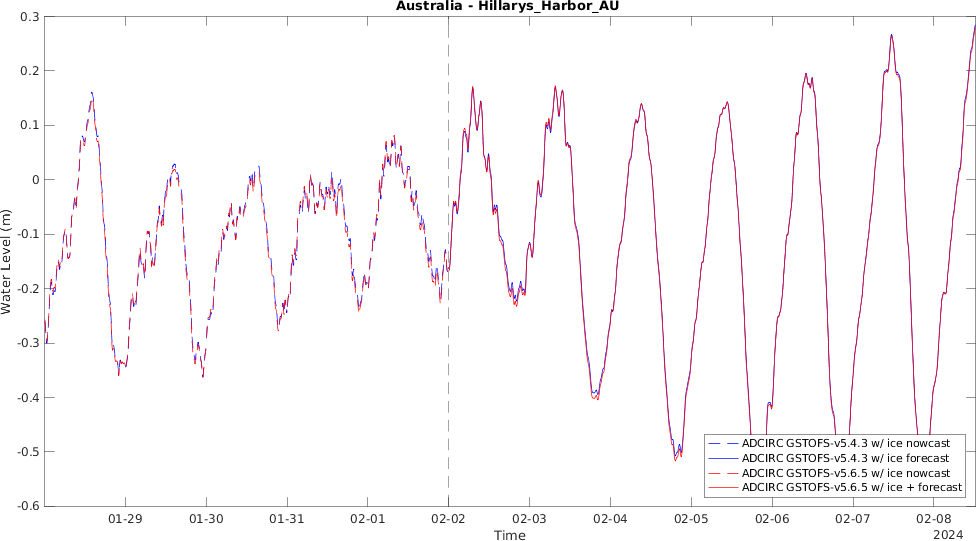 Australia - Hillarys_Harbor_AU
0.3
0.2
0.1
0
-0.1
-0.2
-0.3
-0.4
-0.5
-0.6
Water Level (m)
ADCIRC GSTOFS-v5.4.3 w/ ice nowcast
ADCIRC GSTOFS-v5.4.3 w/ ice forecast
ADCIRC GSTOFS-v5.6.5 w/ ice nowcast
ADCIRC GSTOFS-v5.6.5 w/ ice + forecast
01-29 01-30 01-31 02-01 02-02 02-03 02-04 02-05 02-06 02-07 02-08
Time
2024